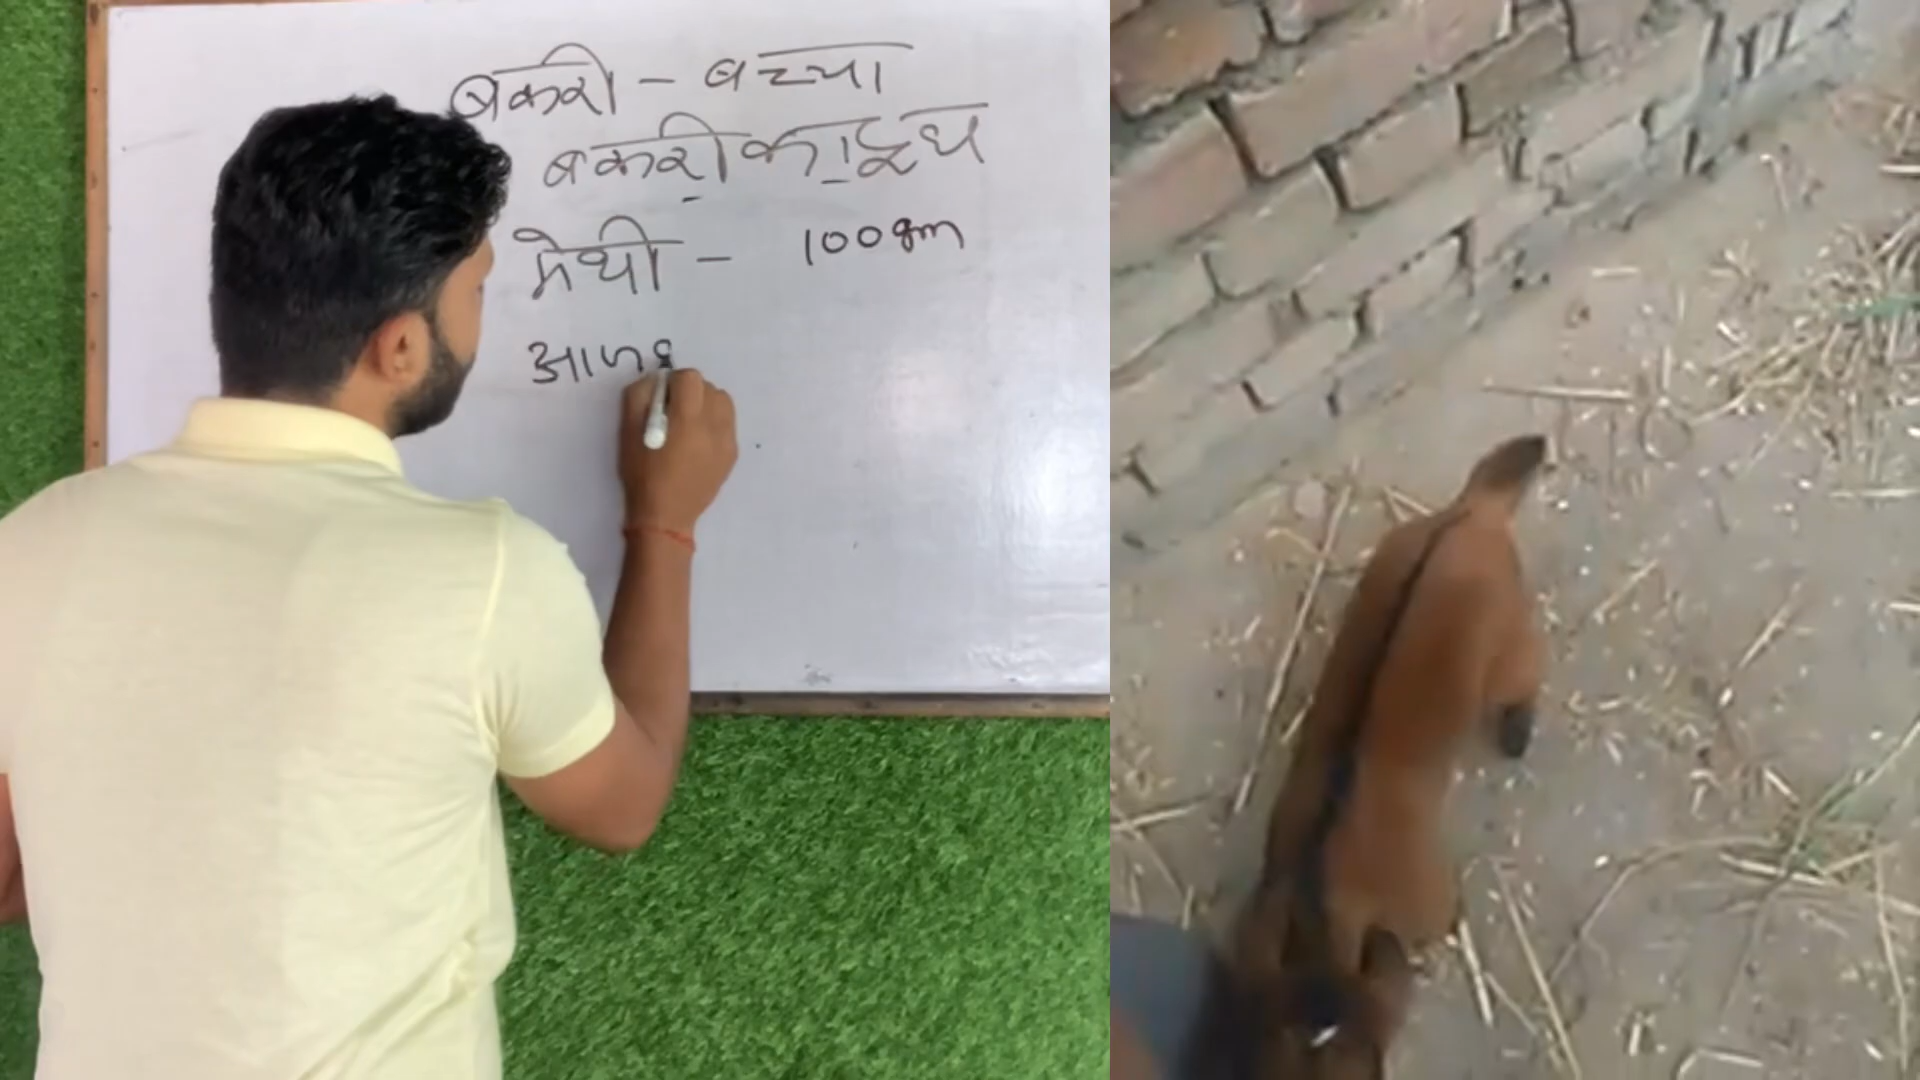 बकरी - बच्चा
बकरी का दूध
मेथी - 100gm